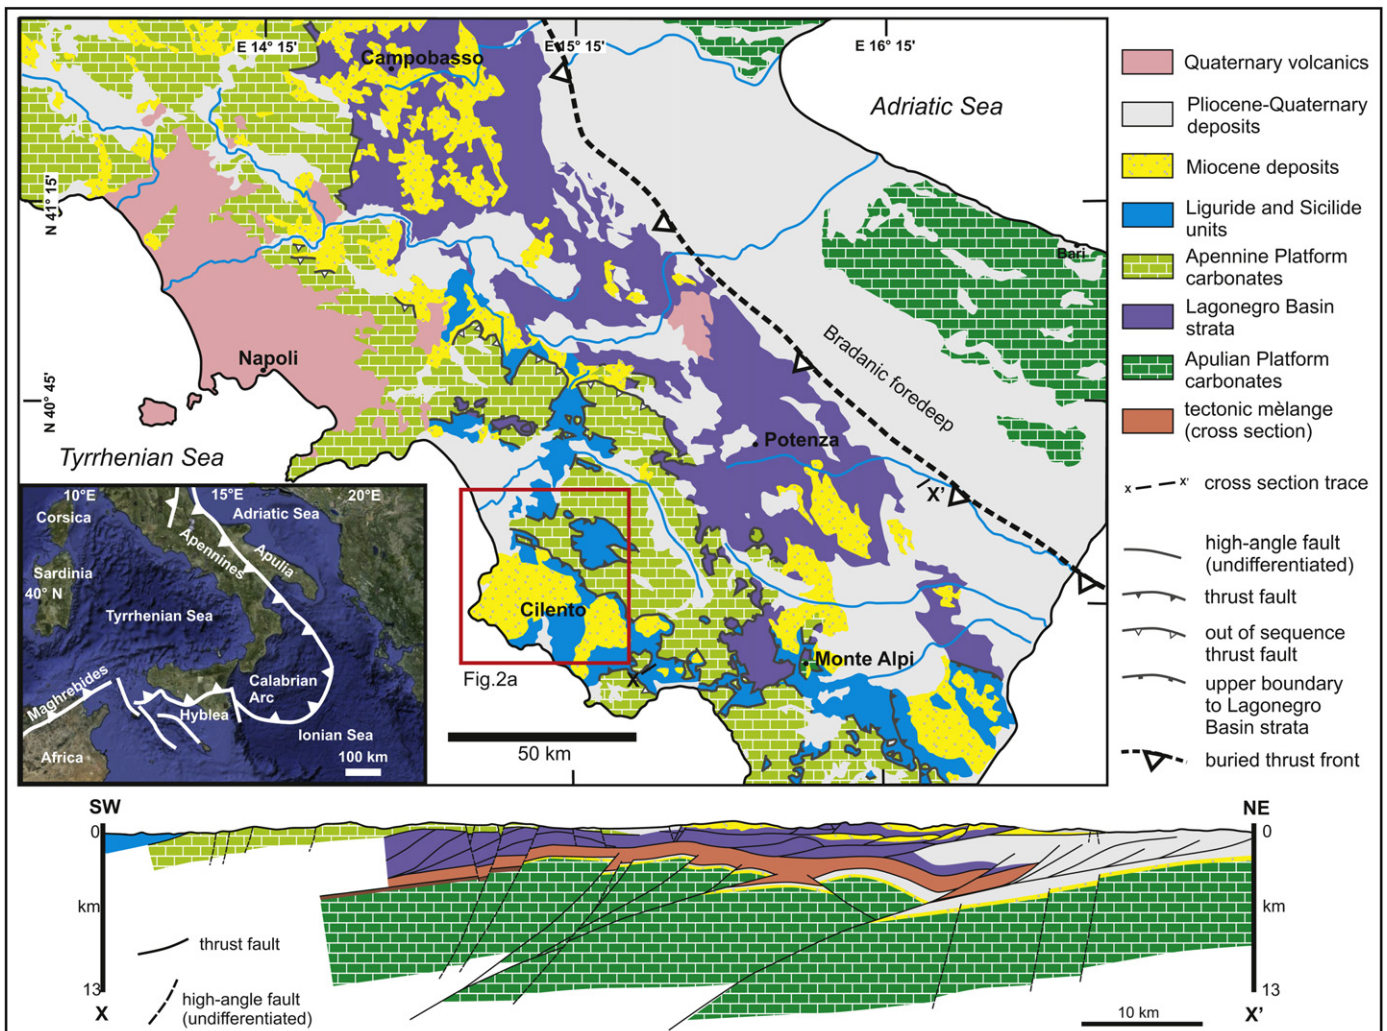 E 14° 15'
E 15° 15'
E 16° 15'
Campobasso
Adriatic Sea
N 41° 15'
Bari
Napoli
Bradanic foredeep
N 40° 45'
Potenza
Tyrrhenian Sea
X'
Cilento
Monte Alpi
X
Fig.2a
50 km
10°E
15°E
20°E
Corsica
Adriatic Sea
Apennines
Apulia
Sardinia
40° N
Tyrrhenian Sea
Maghrebides
Calabrian
Arc
Hyblea
Ionian Sea
Africa
100 km
Quaternary volcanics
Pliocene-Quaternary
deposits
Miocene deposits
Liguride and Sicilide
units
Apennine Platform
carbonates
Lagonegro Basin
strata
Apulian Platform
carbonates
tectonic mèlange
(cross section)
x x' cross section trace
high-angle fault
(undifferentiated)
thrust fault
out of sequence
thrust fault
upper boundary
to Lagonegro
Basin strata
buried thrust front
SW
NE
0
0
km
km
thrust fault
13
13
high-angle fault
(undifferentiated)
X
X'
10 km